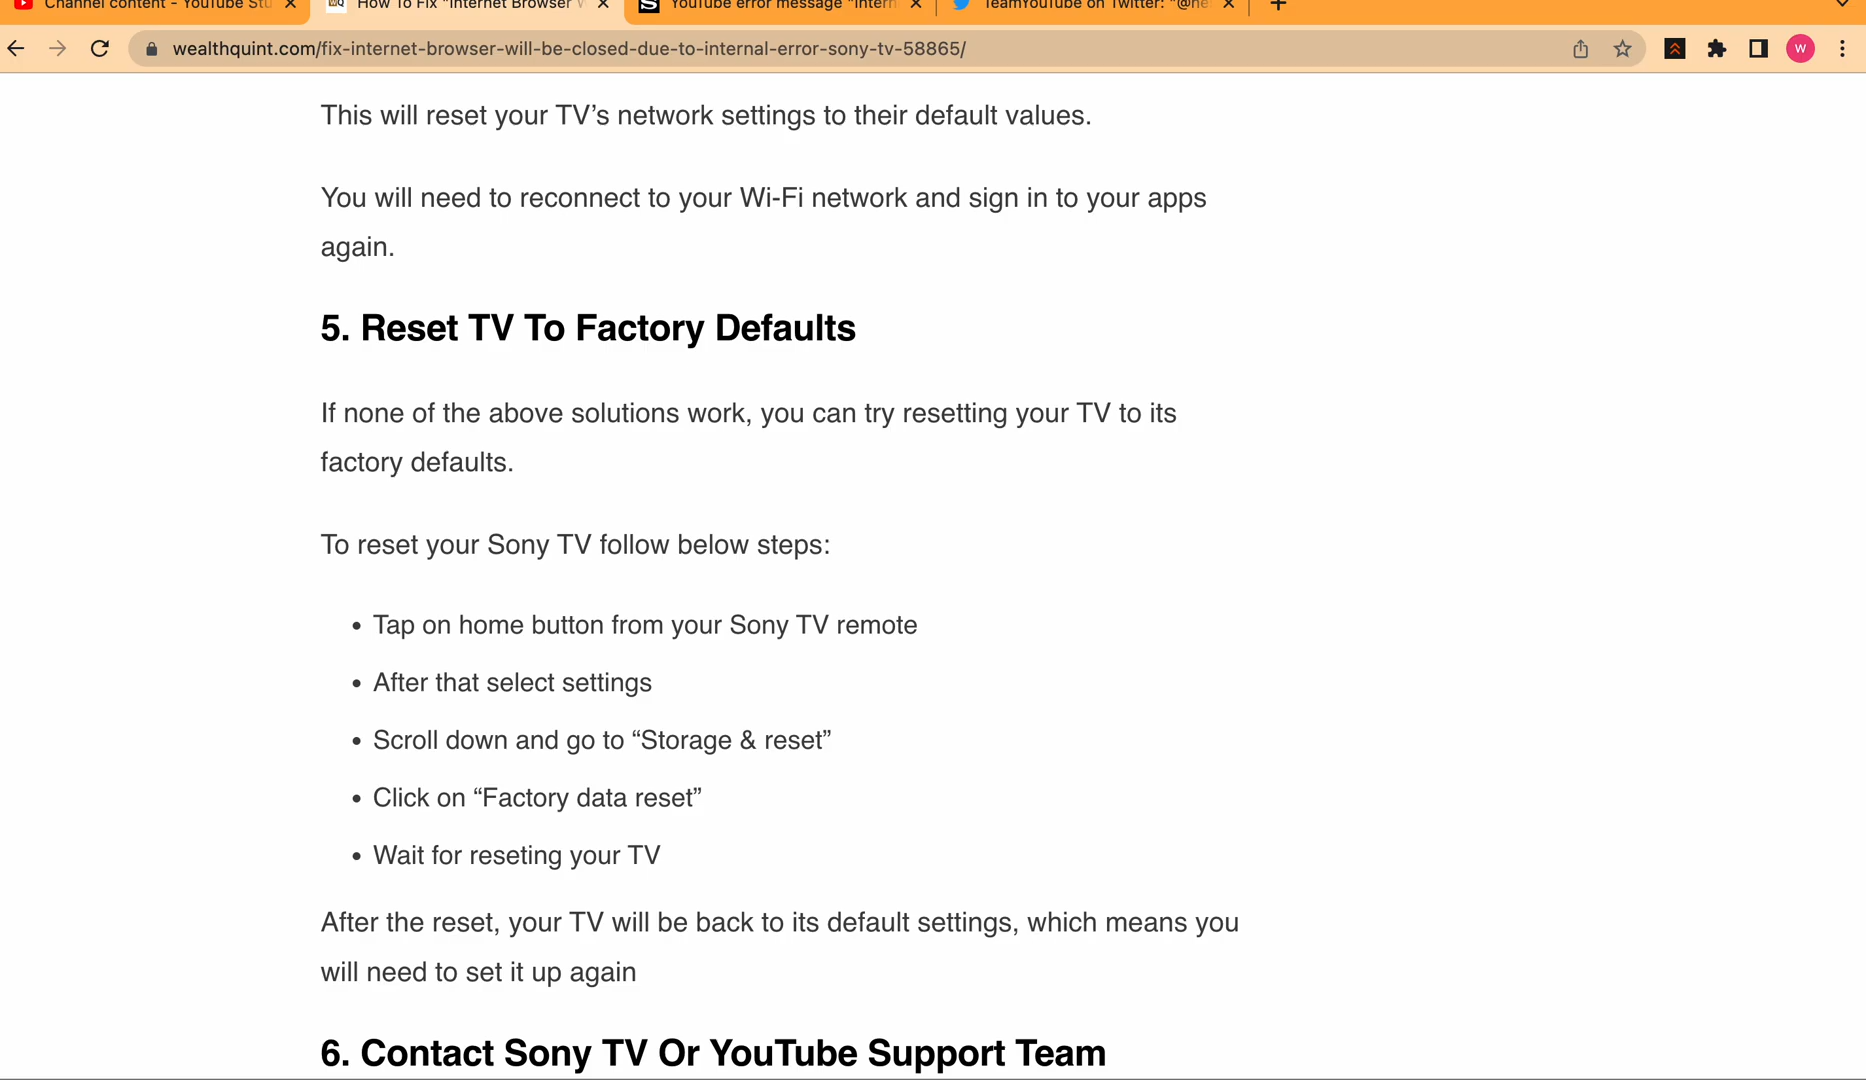 Channel content - YouTube Stu
How To Fix "Internet Browser W
YouTube error message "Intern
TeamYouTube on Twitter: "@he
wealthquint.com/fix-internet-browser-will-be-closed-due-to-internal-error-sony-tv-58865/
W
This will reset your TV’s network settings to their default values.
You will need to reconnect to your Wi-Fi network and sign in to your apps
again.
5. Reset TV To Factory Defaults
If none of the above solutions work, you can try resetting your TV to its
factory defaults.
To reset your Sony TV follow below steps:
• Tap on home button from your Sony TV remote
• After that select settings
• Scroll down and go to “Storage & reset”
• Click on “Factory data reset”
• Wait for reseting your TV
After the reset, your TV will be back to its default settings, which means you
will need to set it up again
6. Contact Sony TV Or YouTube Support Team